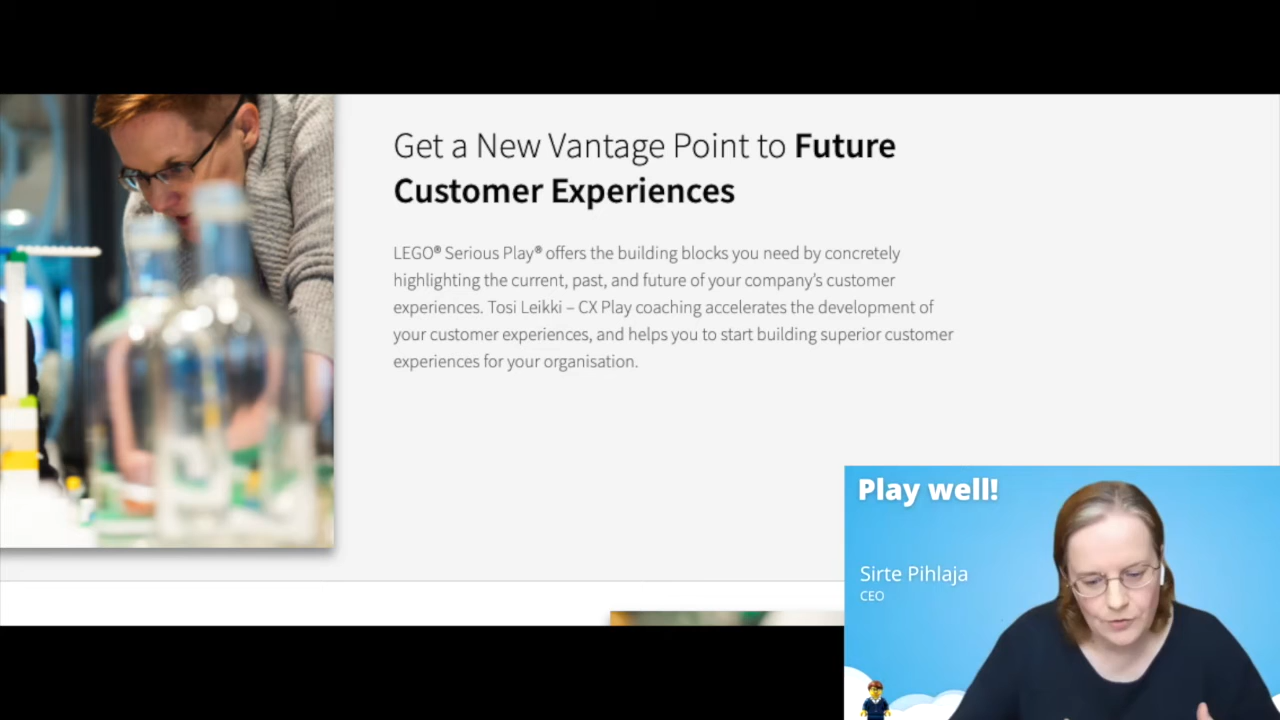 Get a New Vantage Point to Future
Customer Experiences
LEGO® Serious Play® offers the building blocks you need by concretely
highlighting the current, past, and future of your company’s customer
experiences. Tosi Leikki – CX Play coaching accelerates the development of
your customer experiences, and helps you to start building superior customer
experiences for your organisation.
Play well!
Sirte Pihlaja
CEO